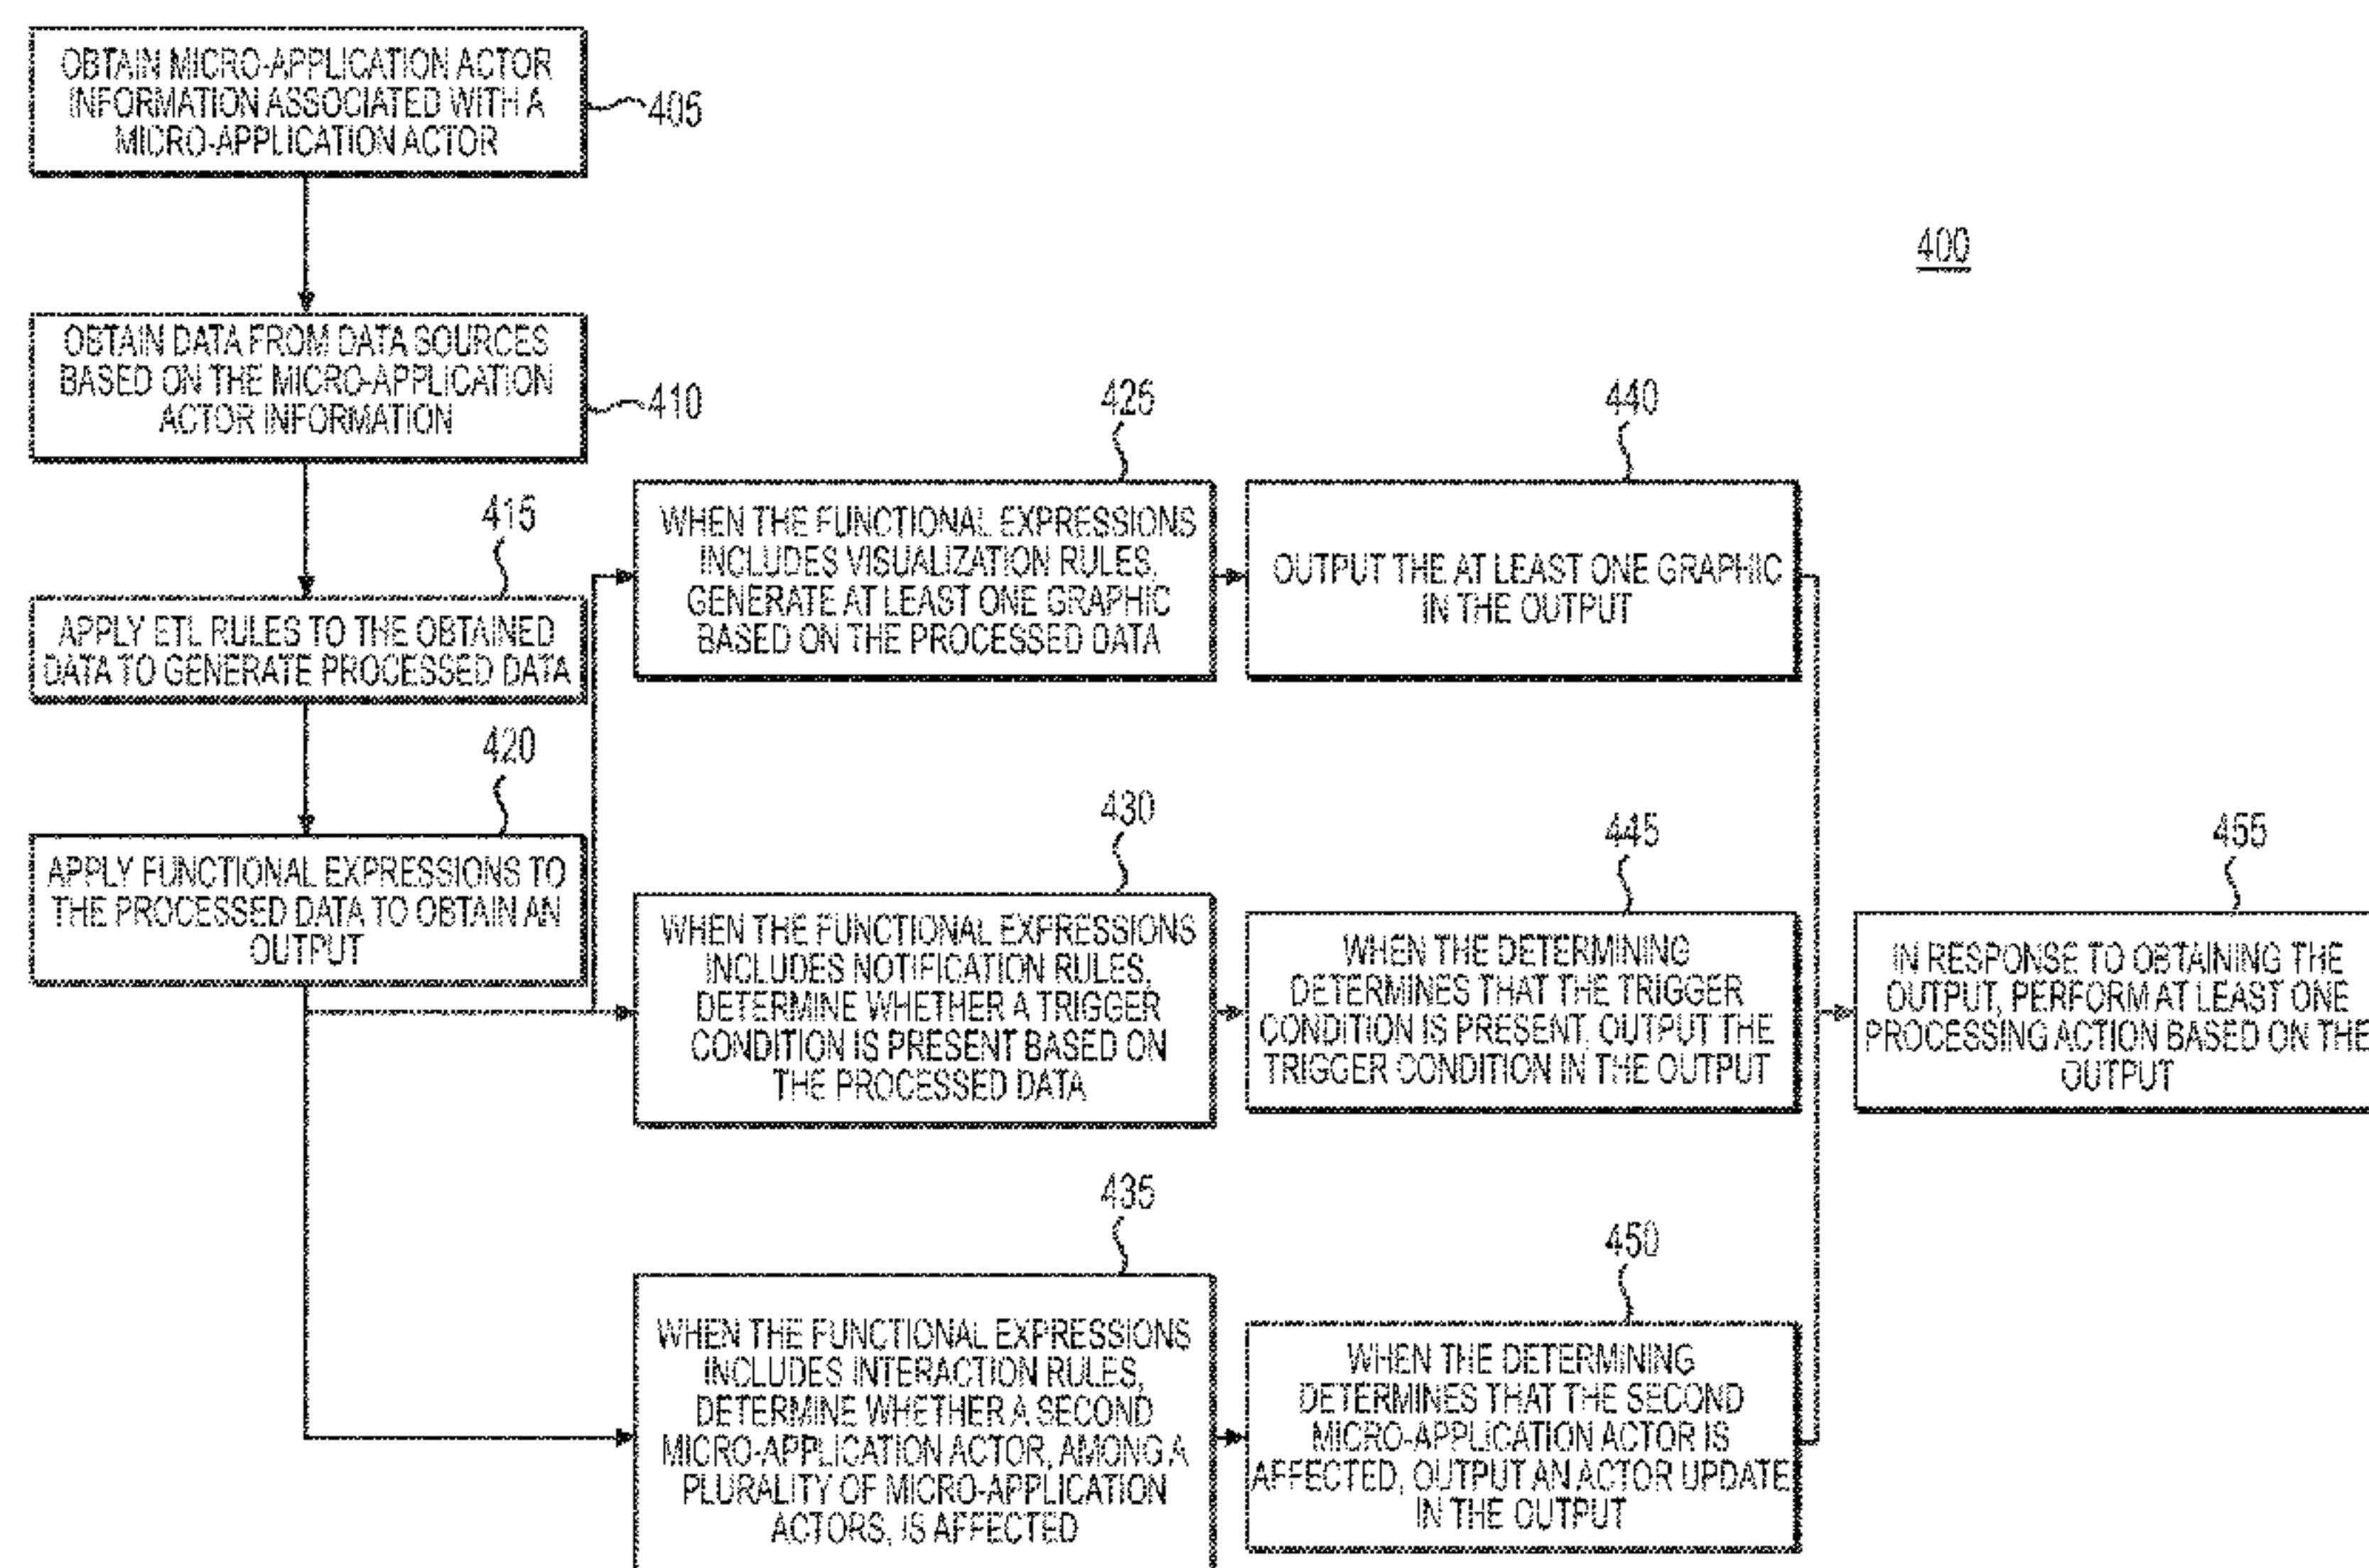 OBTAIN MICRO-APPLICATION ACTOR
INFORMATION ASSOCIATED WITH A
MICRO-APPLICATION ACTOR
405
400
OBTAIN DATA FROM DATA SOURCES
BASED ON THE MICRO-APPLICATION
ACTOR INFORMATION
410
415
APPLY ETL RULES TO THE OBTAINED
DATA TO GENERATE PROCESSED DATA
420
APPLY FUNCTIONAL EXPRESSIONS TO
THE PROCESSED DATA TO OBTAIN AN
OUTPUT
425
WHEN THE FUNCTIONAL EXPRESSIONS
INCLUDES VISUALIZATION RULES,
GENERATE AT LEAST ONE GRAPHIC
BASED ON THE PROCESSED DATA
440
OUTPUT THE AT LEAST ONE GRAPHIC
IN THE OUTPUT
430
WHEN THE FUNCTIONAL EXPRESSIONS
INCLUDES NOTIFICATION RULES,
DETERMINE WHETHER A TRIGGER
CONDITION IS PRESENT BASED ON
THE PROCESSED DATA
445
WHEN THE DETERMINING
DETERMINES THAT THE TRIGGER
CONDITION IS PRESENT, OUTPUT THE
TRIGGER CONDITION IN THE OUTPUT
455
IN RESPONSE TO OBTAINING THE
OUTPUT, PERFORM AT LEAST ONE
PROCESSING ACTION BASED ON THE
OUTPUT
435
WHEN THE FUNCTIONAL EXPRESSIONS
INCLUDES INTERACTION RULES,
DETERMINE WHETHER A SECOND
MICRO-APPLICATION ACTOR, AMONG A
PLURALITY OF MICRO-APPLICATION
ACTORS, IS AFFECTED
450
WHEN THE DETERMINING
DETERMINES THAT THE SECOND
MICRO-APPLICATION ACTOR IS
AFFECTED, OUTPUT AN ACTOR UPDATE
IN THE OUTPUT